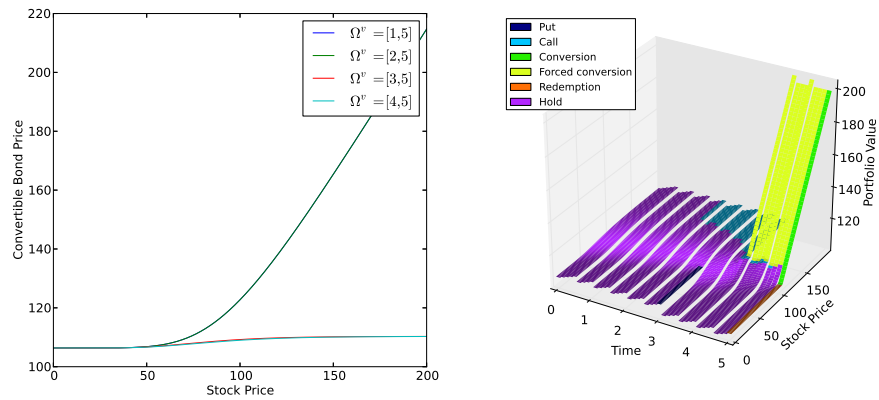 220
200
180
160
140
120
100
0
50
100
150
200
Convertible Bond Price
Stock Price
Ω^v =[1,5]
Ω^v =[2,5]
Ω^v =[3,5]
Ω^v =[4,5]
Put
Call
Conversion
Forced conversion
Redemption
Hold
200
180
160
140
120
Portfolio Value
0
1
2
3
4
5
Time
0
50
100
150
Stock Price